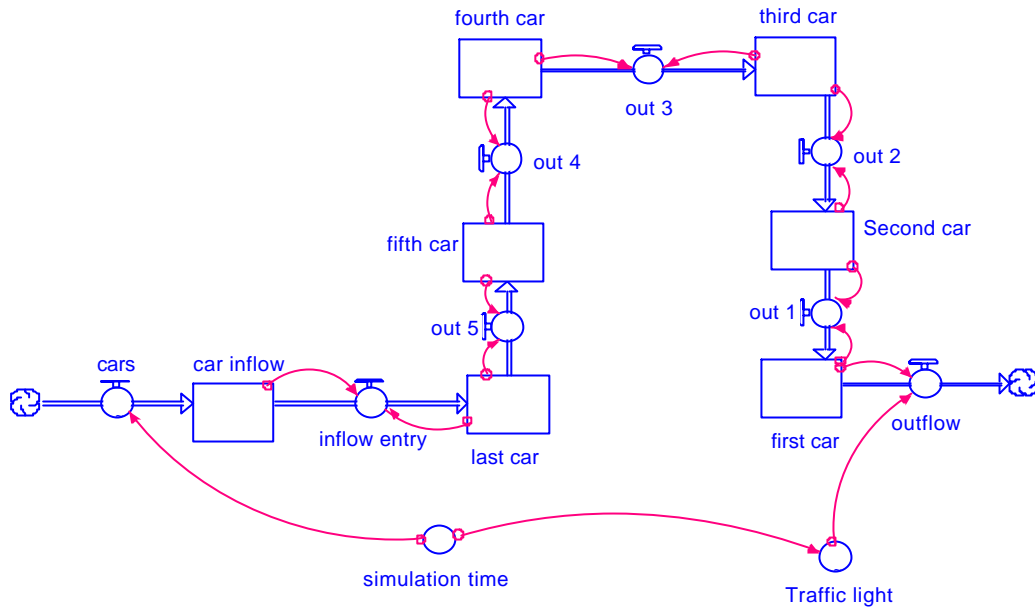 fourth car
third car
out 3
out 4
out 2
fifth car
Second car
out 5
out 1
cars
car inflow
inflow entry
last car
first car
outflow
simulation time
Traffic light